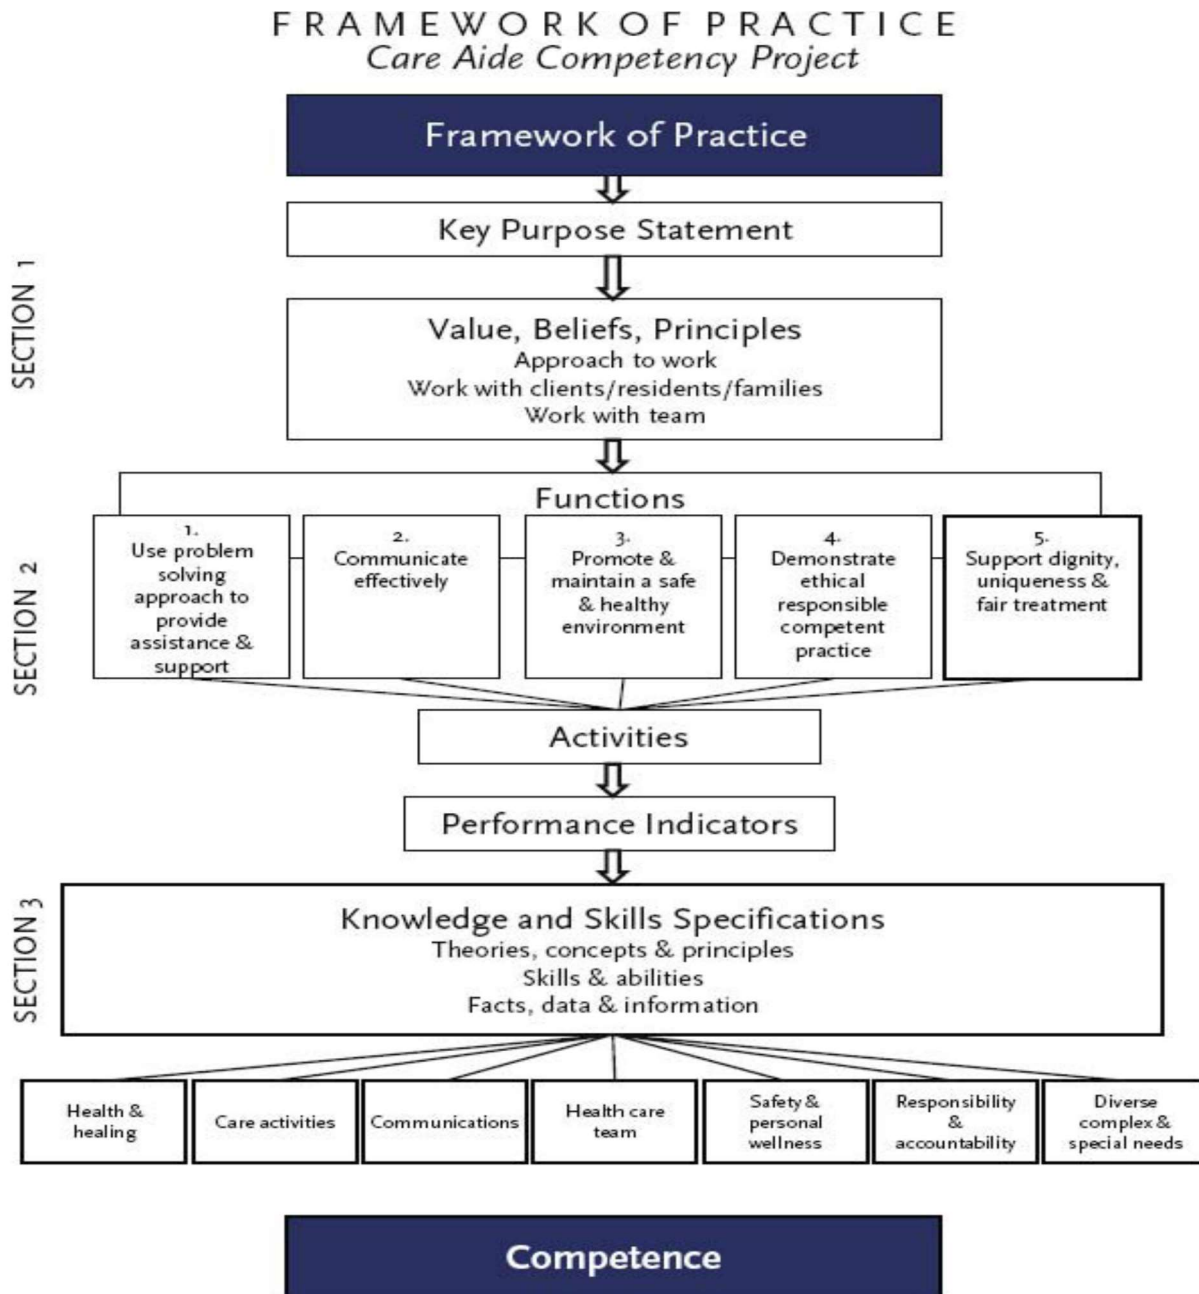 FRAMEWORK OF PRACTICE
Care Aide Competency Project
Framework of Practice
SECTION 1
Key Purpose Statement
Value, Beliefs, Principles
Approach to work
Work with clients/residents/families
Work with team
SECTION 2
Functions
1.
Use problem
solving
approach to
provide
assistance &
support
2.
Communicate
effectively
3.
Promote &
maintain a safe
& healthy
environment
4.
Demonstrate
ethical
responsible
competent
practice
5.
Support dignity,
uniqueness &
fair treatment
Activities
Performance Indicators
SECTION 3
Knowledge and Skills Specifications
Theories, concepts & principles
Skills & abilities
Facts, data & information
Health &
healing
Care activities
Communications
Health care
team
Safety &
personal
wellness
Responsibility
&
accountability
Diverse
complex &
special needs
Competence